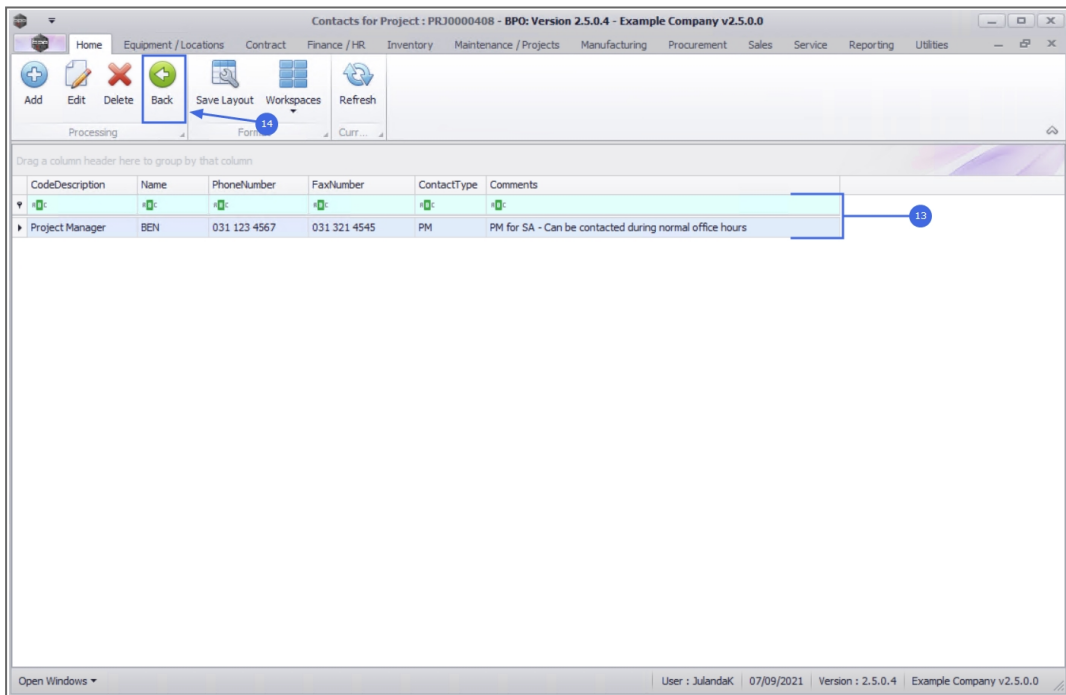 Contacts for Project : PRJ0000408 - BPO: Version 2.5.0.4 - Example Company v2.5.0.0
Home Equipment / Locations Contract Finance / HR Inventory Maintenance / Projects Manufacturing Procurement Sales Service Reporting Utilities
Add Edit Delete Back Save Layout Workspaces Refresh
14
Processing Curr...
Drag a column header here to group by that column
CodeDescription Name PhoneNumber FaxNumber ContactType Comments
13
Project Manager BEN 031 123 4567 031 321 4545 PM PM for SA - Can be contacted during normal office hours
Open Windows User : JulandaK 07/09/2021 Version : 2.5.0.4 Example Company v2.5.0.0